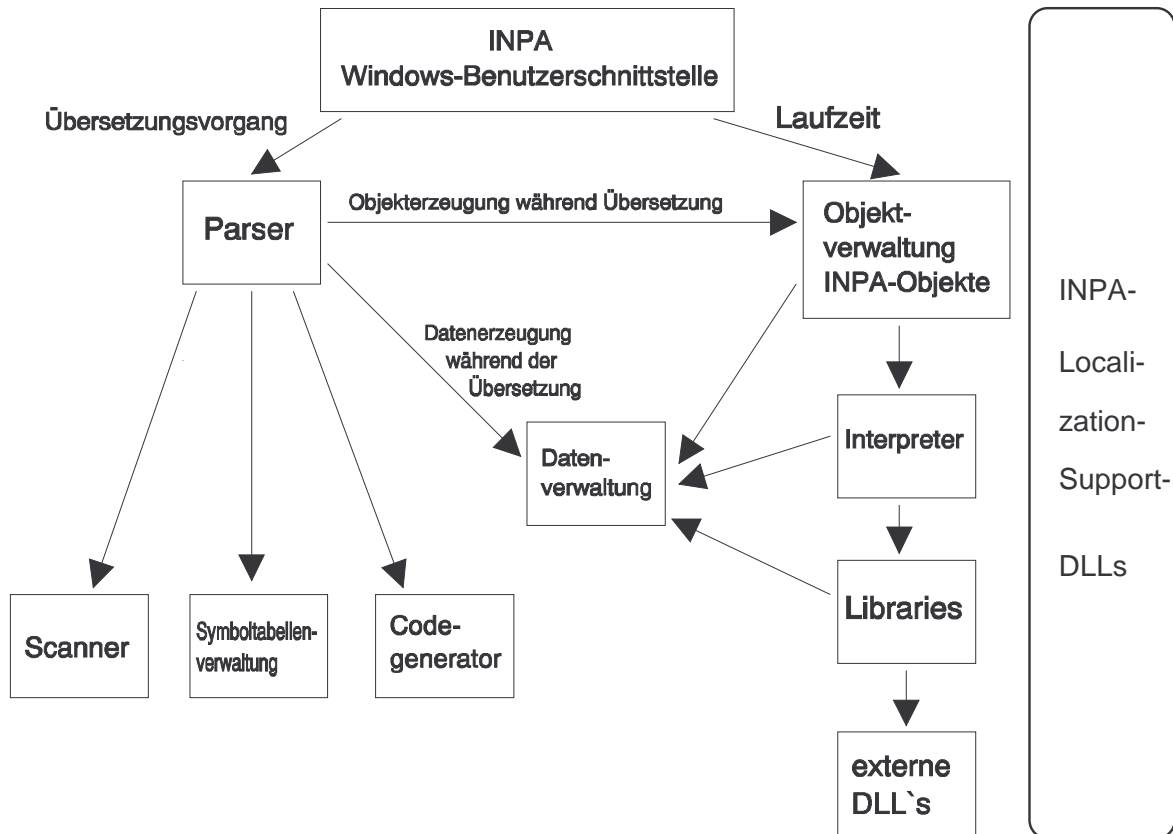 INPA
Windows-Benutzerschnittstelle
Übersetzungsvorgang
Laufzeit
Parser
Objekterzeugung während Übersetzung
Objekt-
verwaltung
INPA-Objekte
Datenerzeugung
während der
Übersetzung
Daten-
verwaltung
Interpreter
Scanner
Symboltabellen-
verwaltung
Code-
generator
Libraries
externe
DLL`s
INPA-
Locali-
zation-
Support-
DLLs